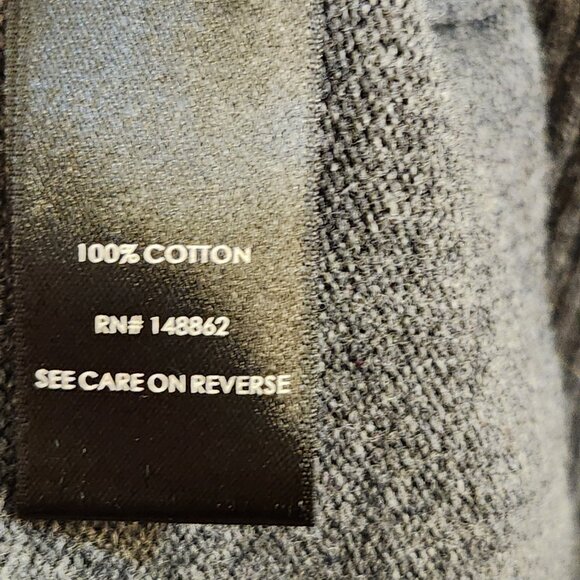 100% COTTON
RN# 148862
SEE CARE ON REVERSE